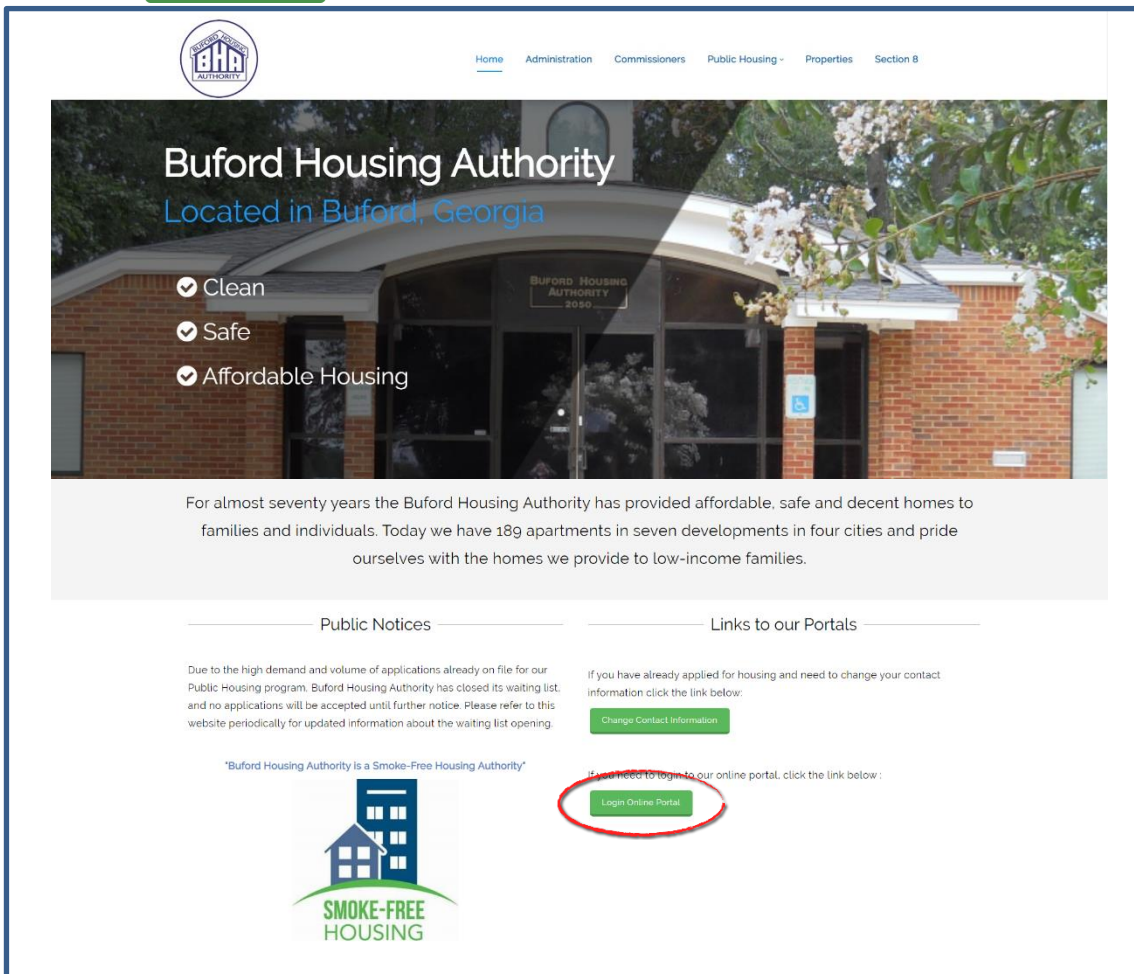 BUFORD HOUSING
BHA
AUTHORITY
Home Administration Commissioners Public Housing Properties Section 8
Buford Housing Authority
Located in Buford, Georgia
Clean
Safe
Affordable Housing
BUFORD HOUSING
AUTHORITY
2050
For almost seventy years the Buford Housing Authority has provided affordable, safe and decent homes to
families and individuals. Today we have 189 apartments in seven developments in four cities and pride
ourselves with the homes we provide to low-income families.
Public Notices
Due to the high demand and volume of applications already on file for our
Public Housing program, Buford Housing Authority has closed its waiting list,
and no applications will be accepted until further notice. Please refer to this
website periodically for updated information about the waiting list opening.
"Buford Housing Authority is a Smoke-Free Housing Authority"
SMOKE-FREE
HOUSING
Links to our Portals
If you have already applied for housing and need to change your contact
information click the link below:
Change Contact Information
If you need to login to our online portal, click the link below :
Login Online Portal